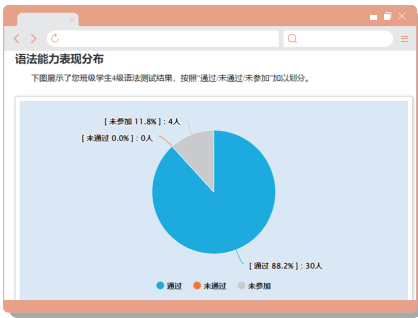 语法能力表现分布
下图展示了您班级学生4级语法测试结果，按照“通过/未通过/未参加”加以划分。
[ 未参加 11.8% ]：4人
[ 未通过 0.0% ]：0人
[ 通过 88.2% ]：30人
通过 未通过 未参加